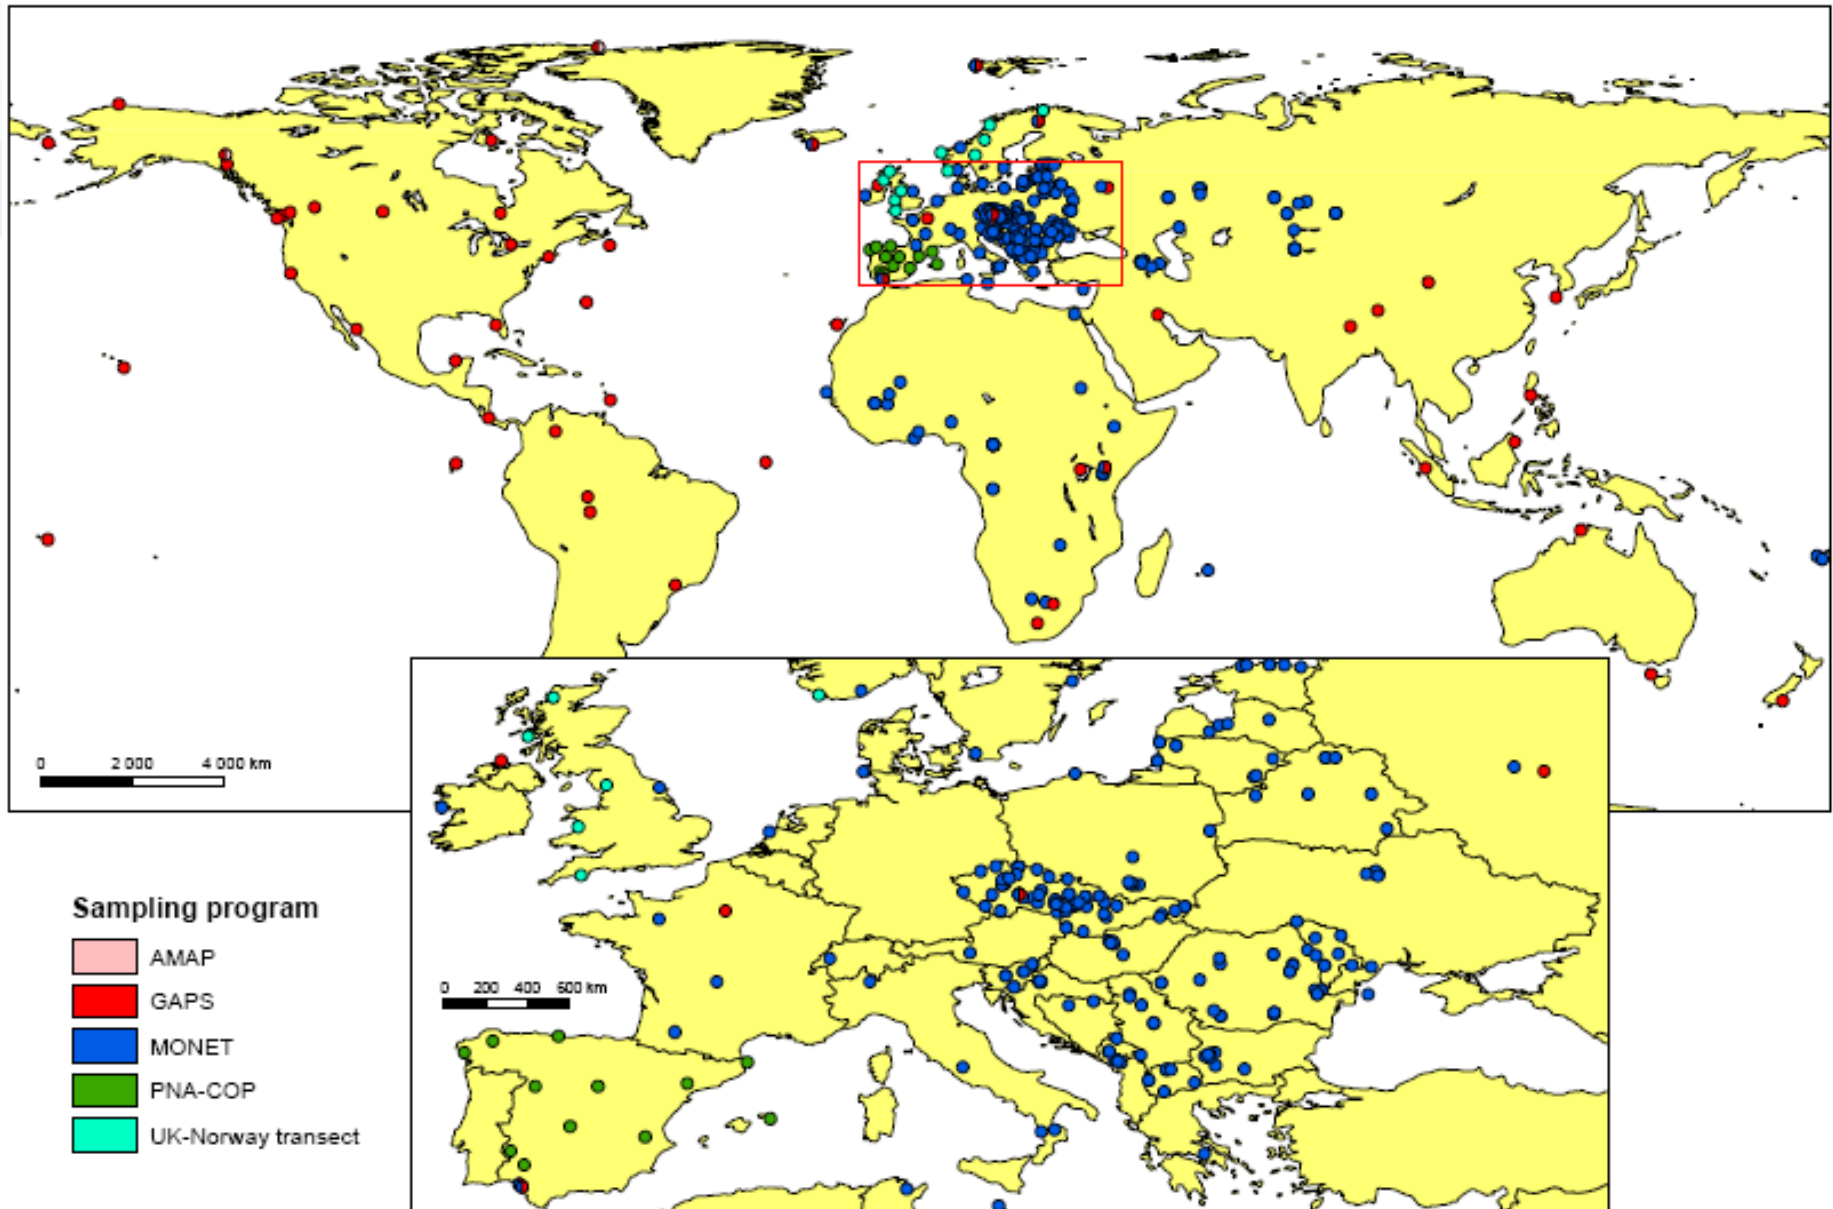 0 2 000 4 000 km
0 200 400 600 km
Sampling program
AMAP
GAPS
MONET
PNA-COP
UK-Norway transect